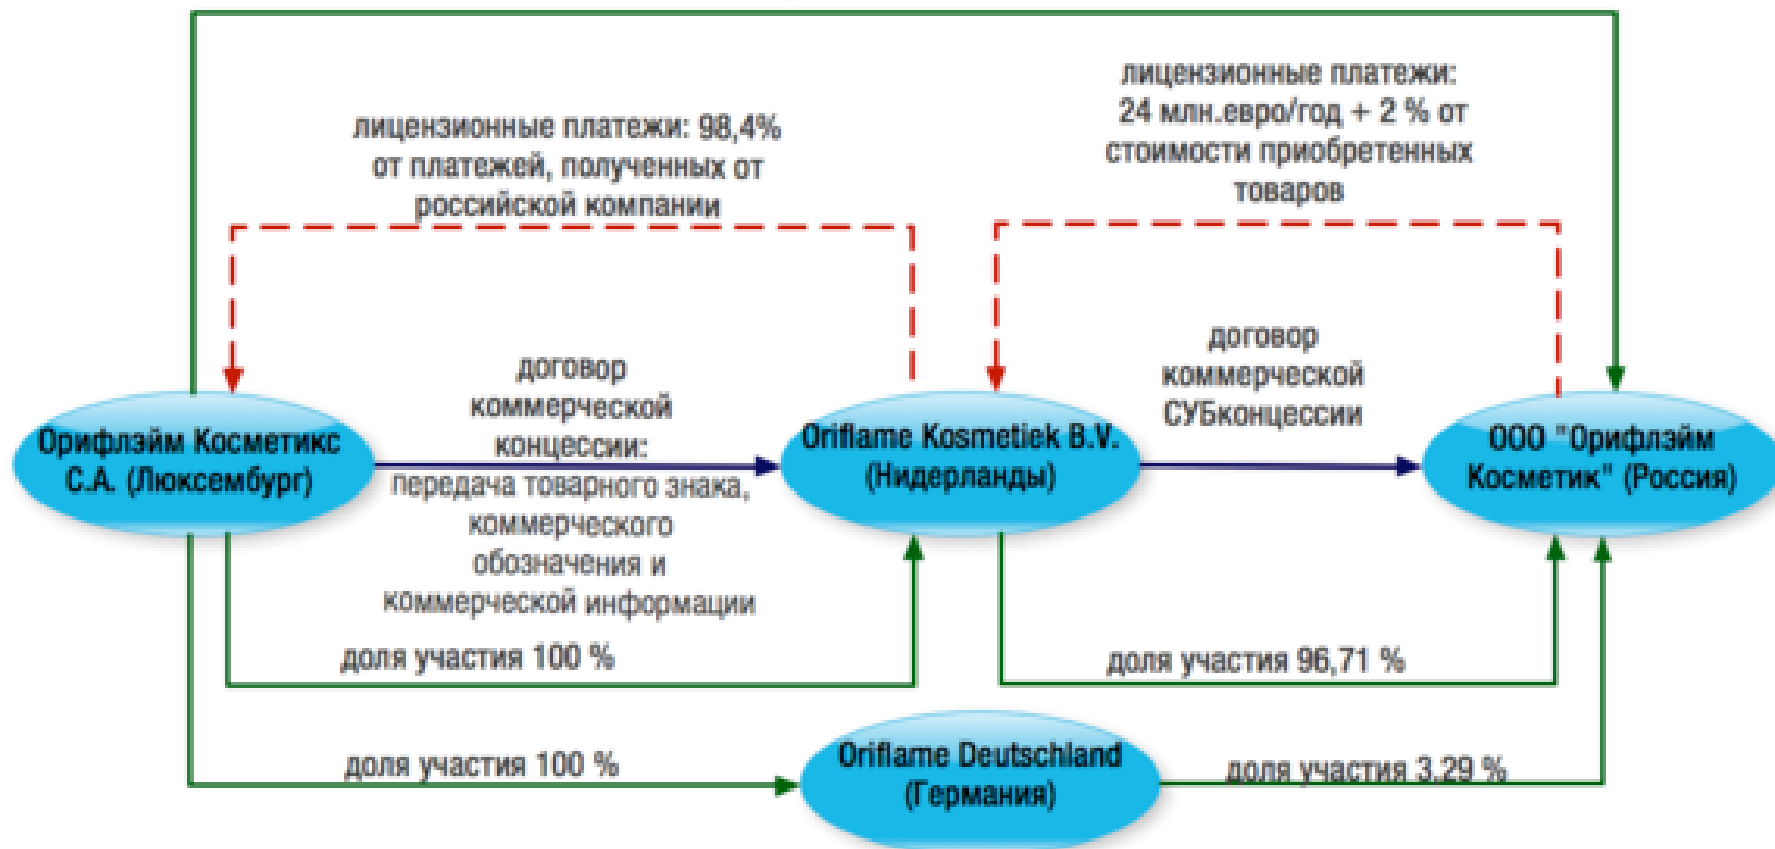 лицензионные платежи:
24 млн.евро/год + 2 % от
стоимости приобретенных
товаров
лицензионные платежи: 98,4%
от платежей, полученных от
российской компании
договор
коммерческой
концессии:
передача товарного знака,
коммерческого
обозначения и
коммерческой информации
договор
коммерческой
СУБконцессии
Орифлэйм Косметикс
С.А. (Люксембург)
Oriflame Kosmetiek B.V.
(Нидерланды)
ООО "Орифлэйм
Косметик" (Россия)
доля участия 100 %
доля участия 96,71 %
Oriflame Deutschland
(Германия)
доля участия 100 %
доля участия 3.29 %